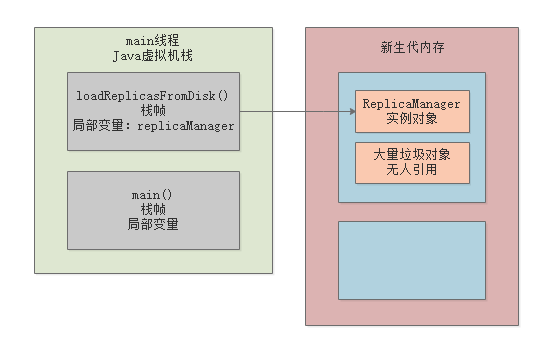 main线程
Java虚拟机栈
loadReplicasFromDisk()
栈帧
局部变量：replicaManager
main()
栈帧
局部变量
新生代内存
ReplicaManager
实例对象
大量垃圾对象
无人引用